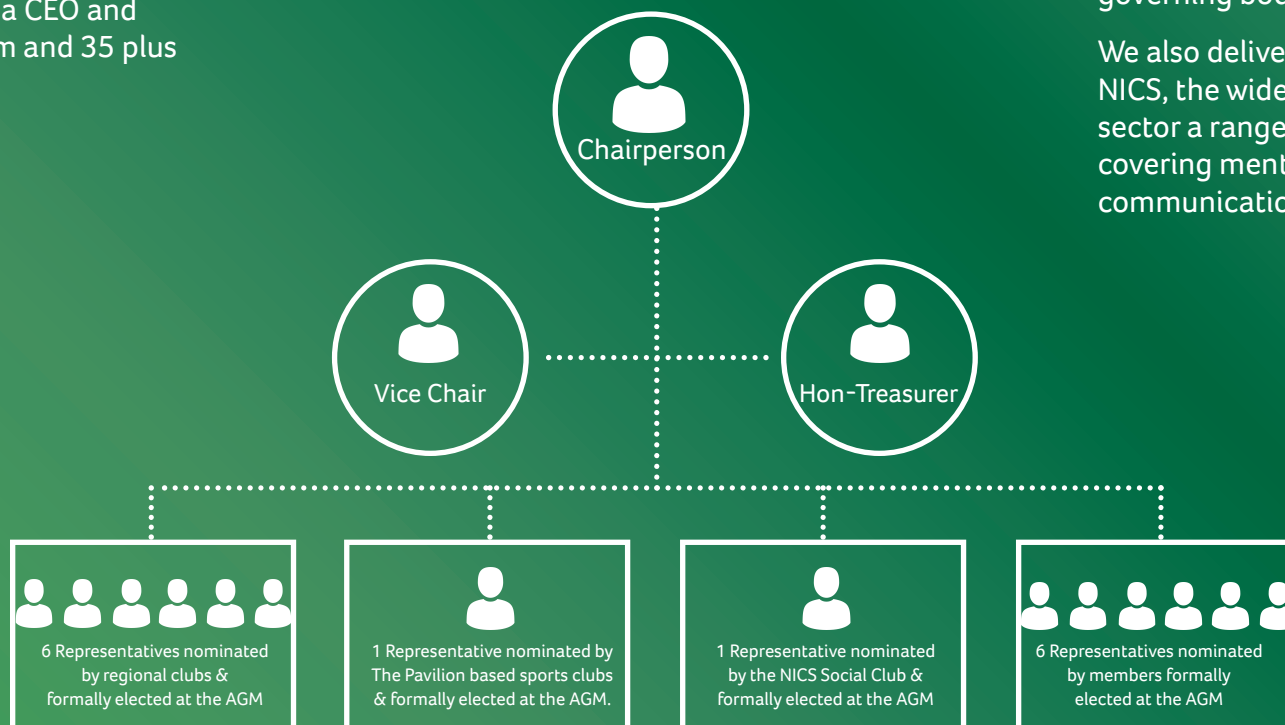 a CEO and
m and 35 plus
We also delive
NICS, the wide
sector a range
covering ment
communicatio
Chairperson
Vice Chair
Hon-Treasurer
6 Representatives nominated
by regional clubs &
formally elected at the AGM
1 Representative nominated by
The Pavilion based sports clubs
& formally elected at the AGM.
1 Representative nominated
by the NICS Social Club &
formally elected at the AGM
6 Representatives nominated
by members formally
elected at the AGM